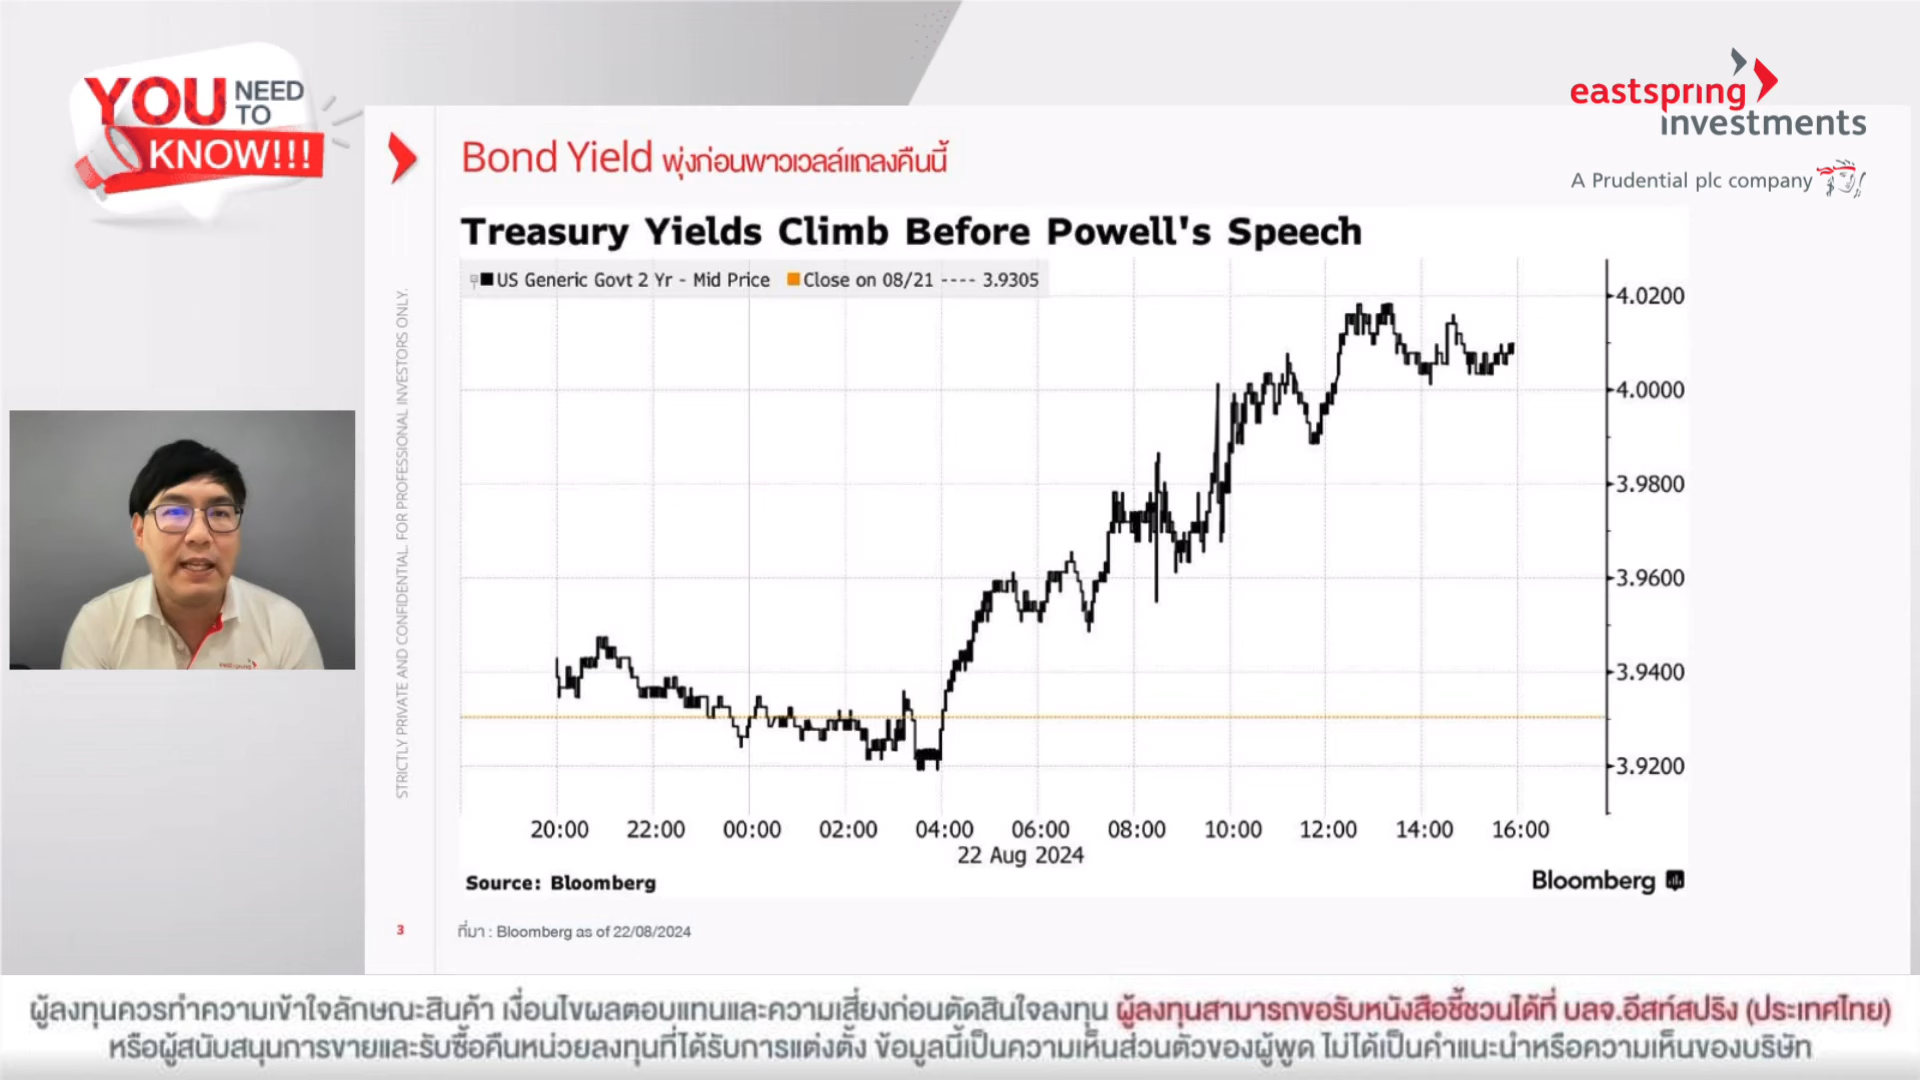 YOU NEED
TO
KNOW!!!
eastspring
investments
A Prudential plc company
Bond Yield พุ่งก่อนพาวเวลล์แถลงคืนนี้
Treasury Yields Climb Before Powell's Speech
US Generic Govt 2 Yr - Mid Price Close on 08/21 ---- 3.9305
4.0200
4.0000
3.9800
3.9600
3.9400
3.9200
20:00 22:00 00:00 02:00 04:00 06:00 08:00 10:00 12:00 14:00 16:00
22 Aug 2024
Source: Bloomberg
Bloomberg
STRICTLY PRIVATE AND CONFIDENTIAL. FOR PROFESSIONAL INVESTORS ONLY.
3
ที่มา : Bloomberg as of 22/08/2024
ผู้ลงทุนควรทำความเข้าใจลักษณะสินค้า เงื่อนไขผลตอบแทนและความเสี่ยงก่อนตัดสินใจลงทุน ผู้ลงทุนสามารถขอรับหนังสือชี้ชวนได้ที่ บลจ.อีสท์สปริง (ประเทศไทย)
หรือผู้สนับสนุนการขายและรับซื้อคืนหน่วยลงทุนที่ได้รับการแต่งตั้ง ข้อมูลนี้เป็นความเห็นส่วนตัวของผู้พูด ไม่ได้เป็นคำแนะนำหรือความเห็นของบริษัท